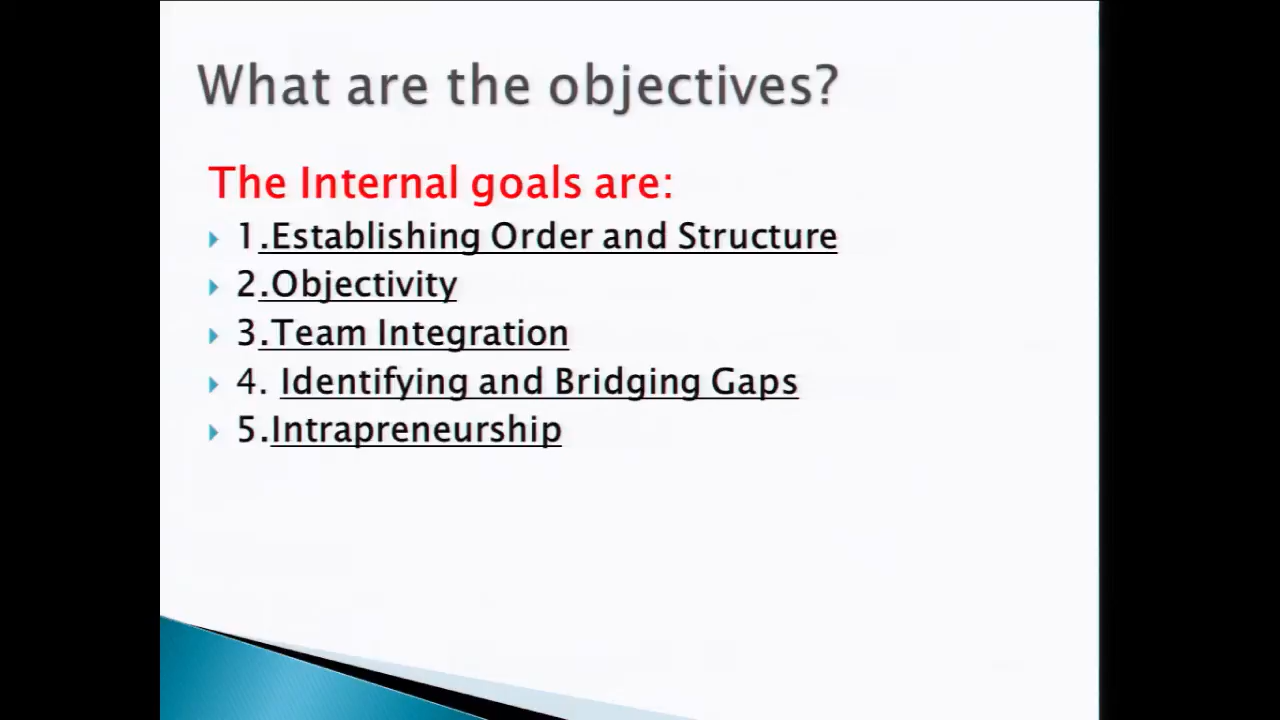 What are the objectives?
The Internal goals are:
1.Establishing Order and Structure
2.Objectivity
3.Team Integration
4. Identifying and Bridging Gaps
5.Intrapreneurship